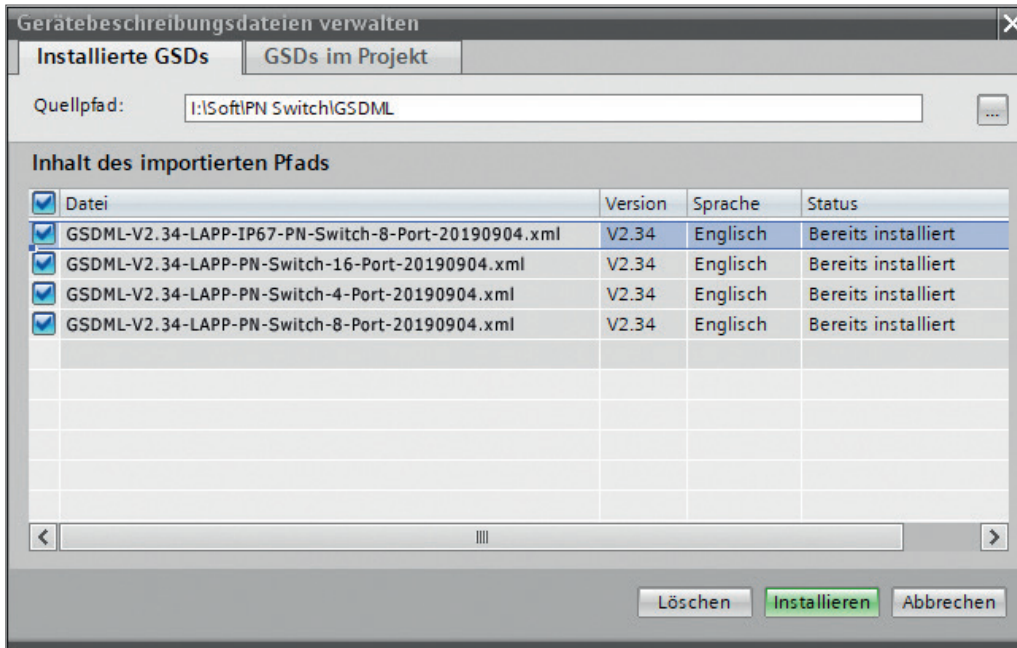 Gerätebeschreibungsdateien verwalten
Installierte GSDs GSDs im Projekt
Quellpfad: I:\Soft\PN Switch\GSDML ...
Inhalt des importierten Pfads
Datei Version Sprache Status
GSDML-V2.34-LAPP-IP67-PN-Switch-8-Port-20190904.xml V2.34 Englisch Bereits installiert
GSDML-V2.34-LAPP-PN-Switch-16-Port-20190904.xml V2.34 Englisch Bereits installiert
GSDML-V2.34-LAPP-PN-Switch-4-Port-20190904.xml V2.34 Englisch Bereits installiert
GSDML-V2.34-LAPP-PN-Switch-8-Port-20190904.xml V2.34 Englisch Bereits installiert
Löschen Installieren Abbrechen